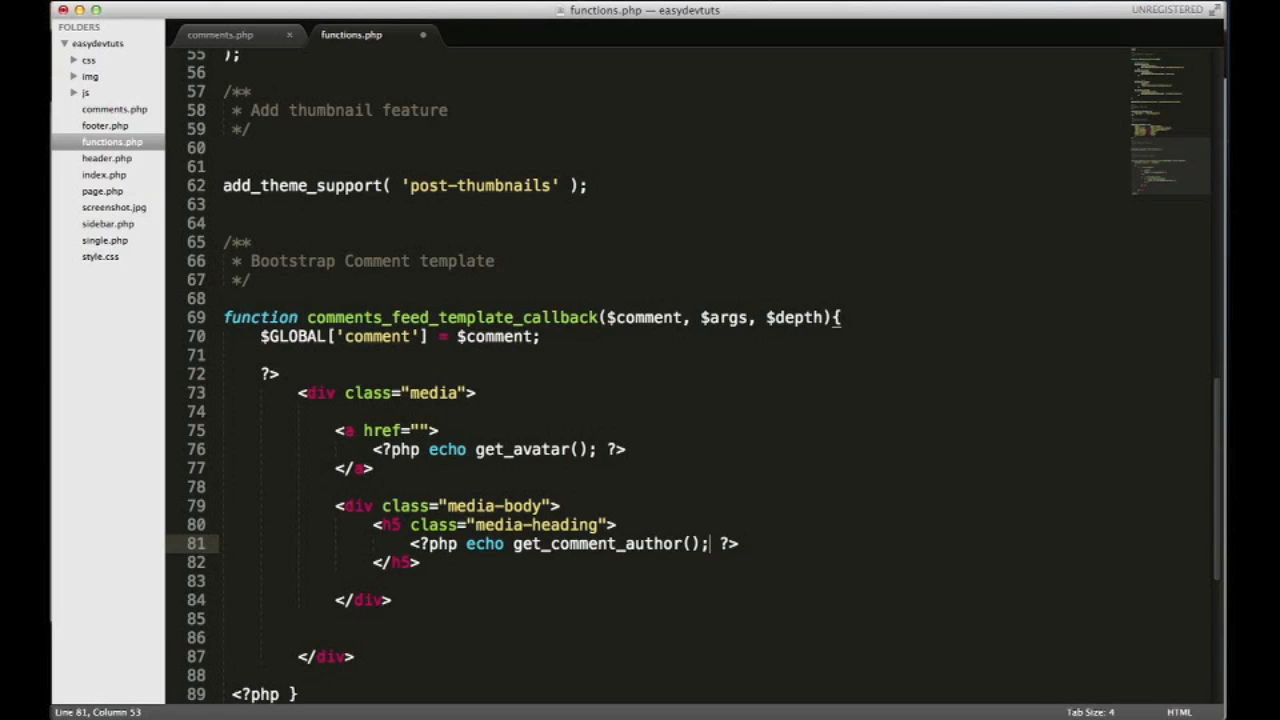 functions.php — easydevtuts
UNREGISTERED
FOLDERS
easydevtuts
css
img
js
comments.php
footer.php
functions.php
header.php
index.php
page.php
screenshot.jpg
sidebar.php
single.php
style.css
comments.php ×
functions.php
55 );
56
57 /**
58 * Add thumbnail feature
59 */
60
61
62 add_theme_support( 'post-thumbnails' );
63
64
65 /**
66 * Bootstrap Comment template
67 */
68
69 function comments_feed_template_callback($comment, $args, $depth){
70 $GLOBAL['comment'] = $comment;
71
72 ?>
73 <div class="media">
74
75 <a href="">
76 <?php echo get_avatar(); ?>
77 </a>
78
79 <div class="media-body">
80 <h5 class="media-heading">
81 <?php echo get_comment_author(); ?>
82 </h5>
83
84 </div>
85
86
87 </div>
88
89 <?php }
Line 81, Column 53
Tab Size: 4
HTML